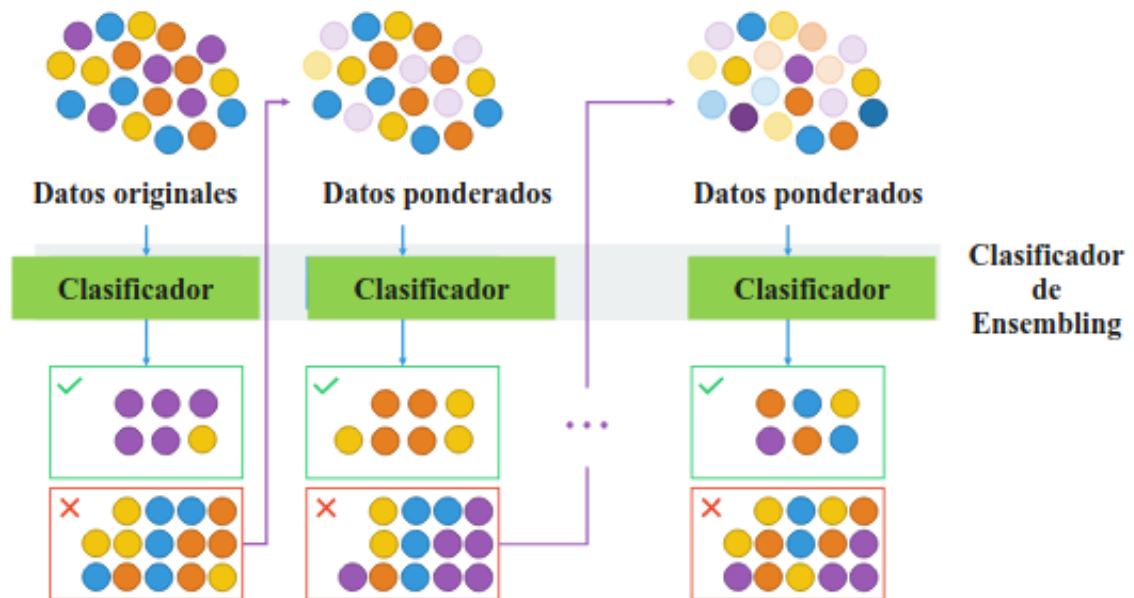 Datos originales
Datos ponderados
Datos ponderados
Clasificador
Clasificador
Clasificador
Clasificador
de
Ensembling
...